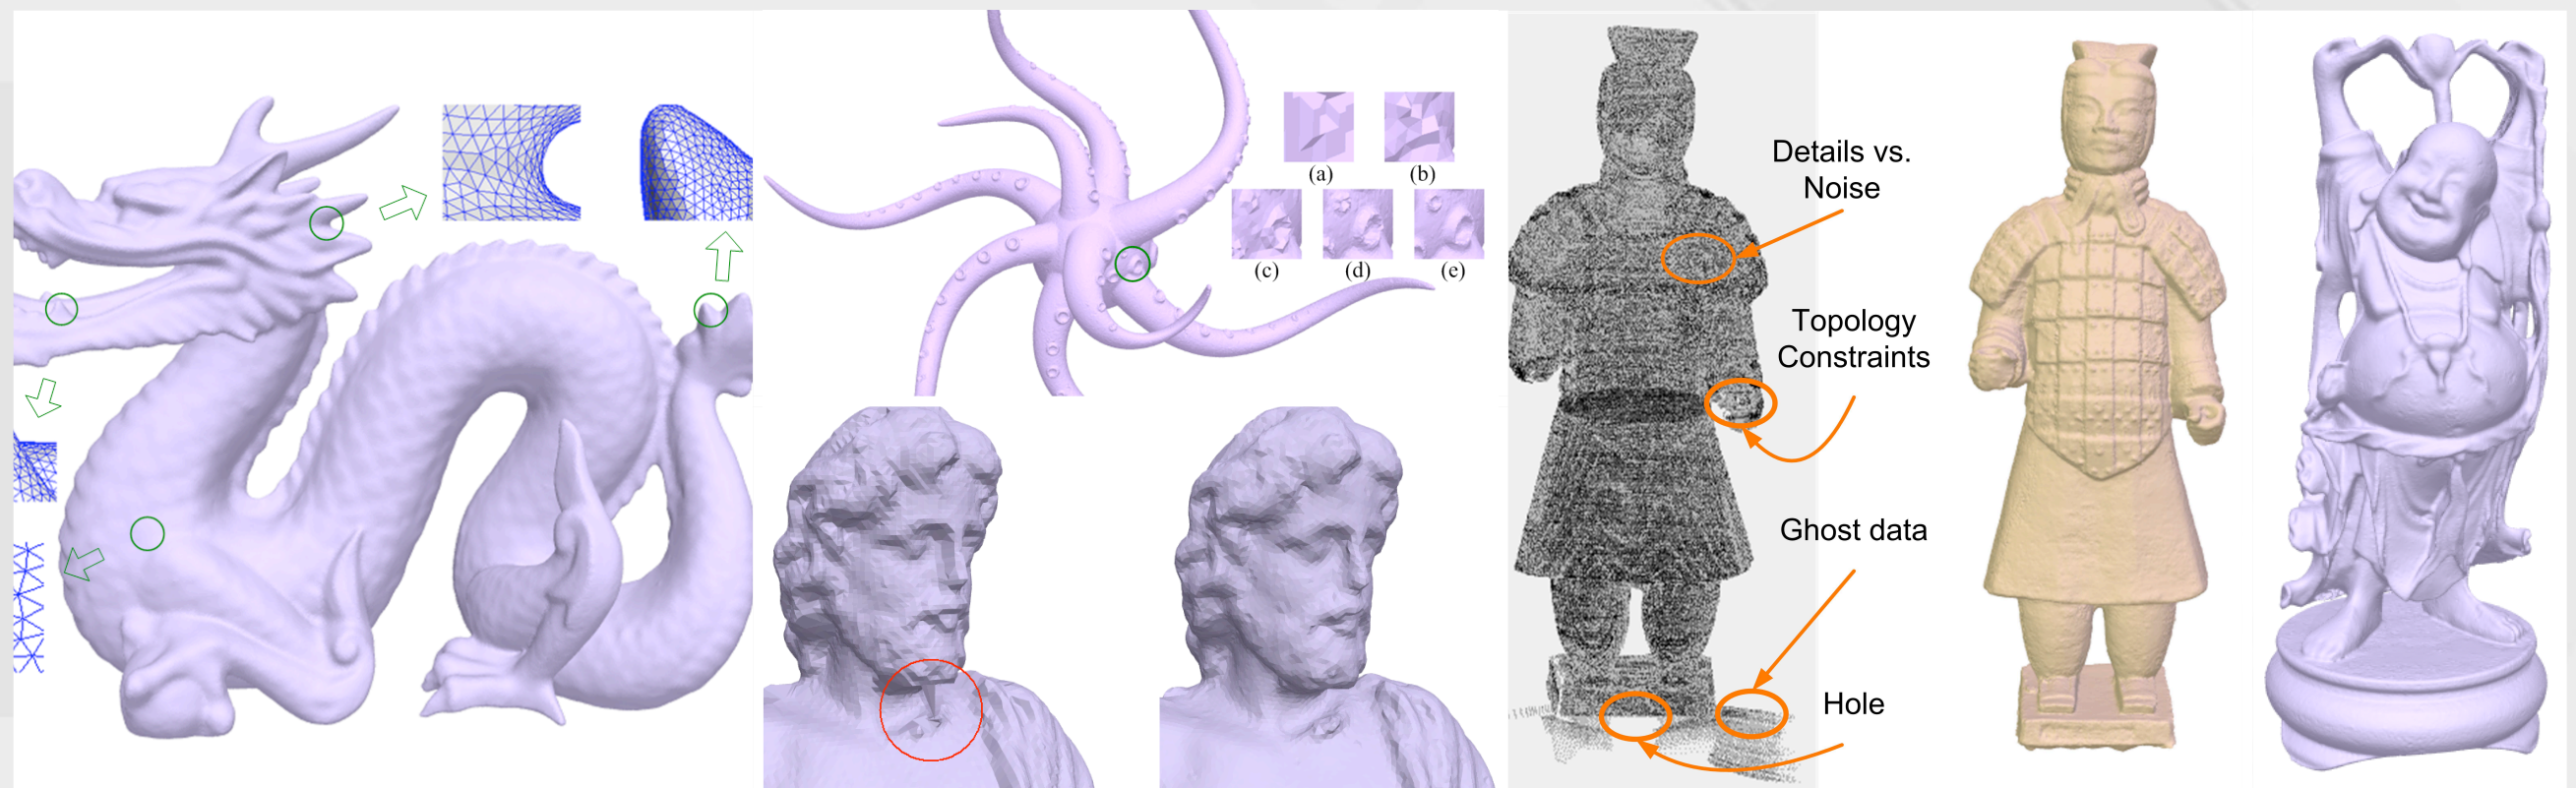 (a)
(b)
(c)
(d)
(e)
Details vs.
Noise
Topology
Constraints
Ghost data
Hole